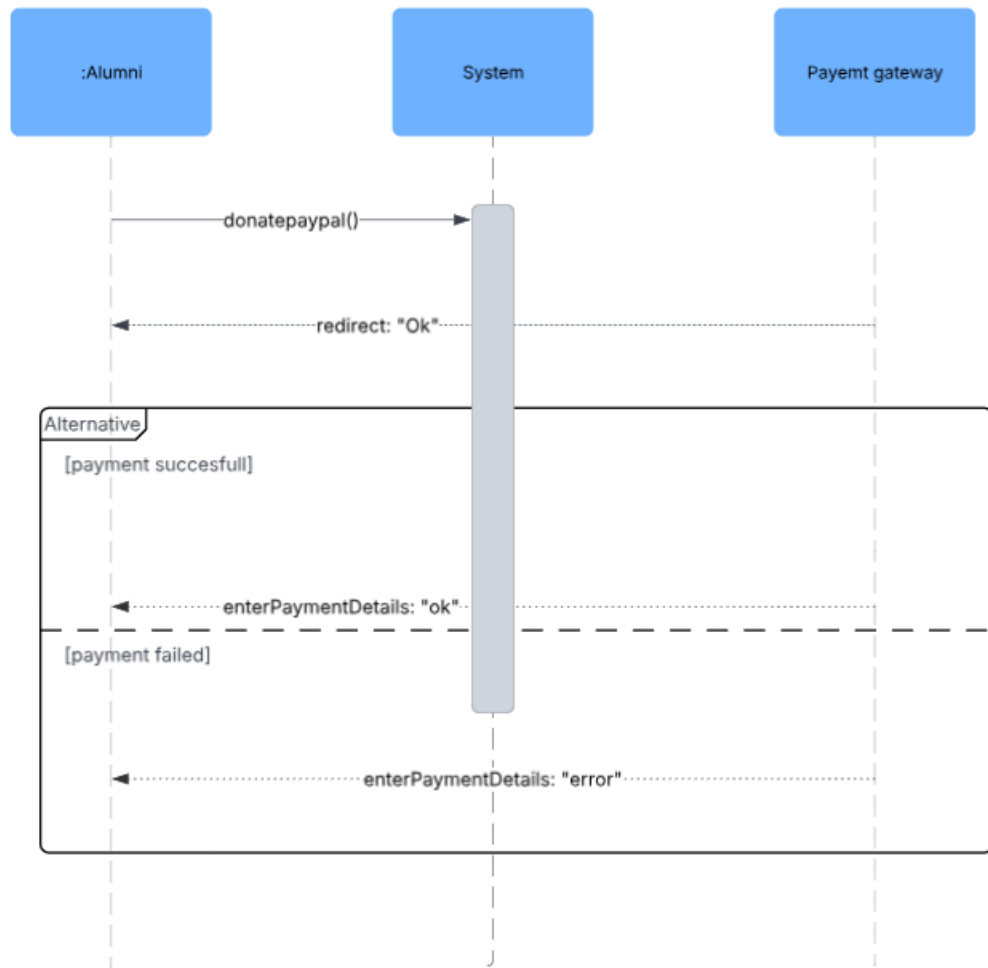 :Alumni
System
Payemt gateway
donatepaypal()
redirect: "Ok"
Alternative
[payment succesfull]
enterPaymentDetails: "ok"
[payment failed]
enterPaymentDetails: "error"